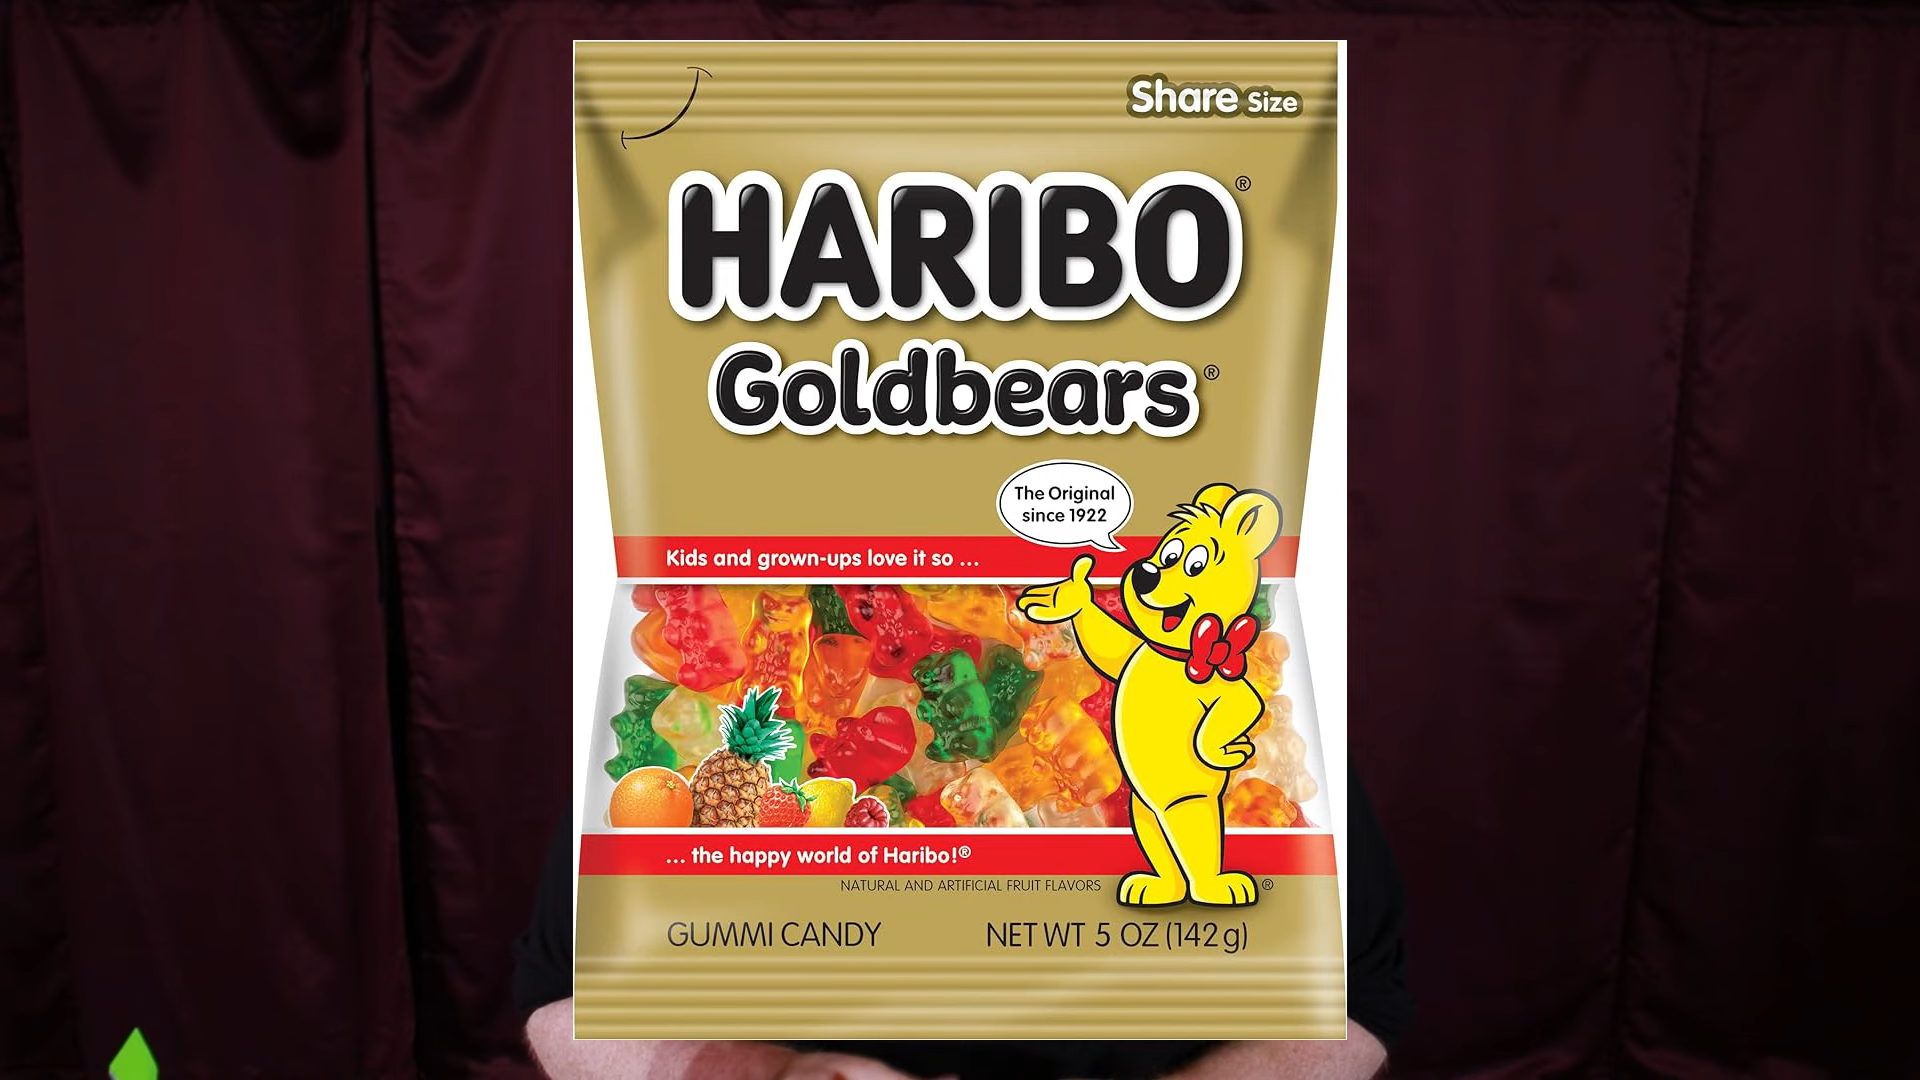 Share Size
HARIBO®
Goldbears®
The Original
since 1922
Kids and grown-ups love it so ...
... the happy world of Haribo!®
NATURAL AND ARTIFICIAL FRUIT FLAVORS
®
GUMMI CANDY NET WT 5 OZ (142 g)